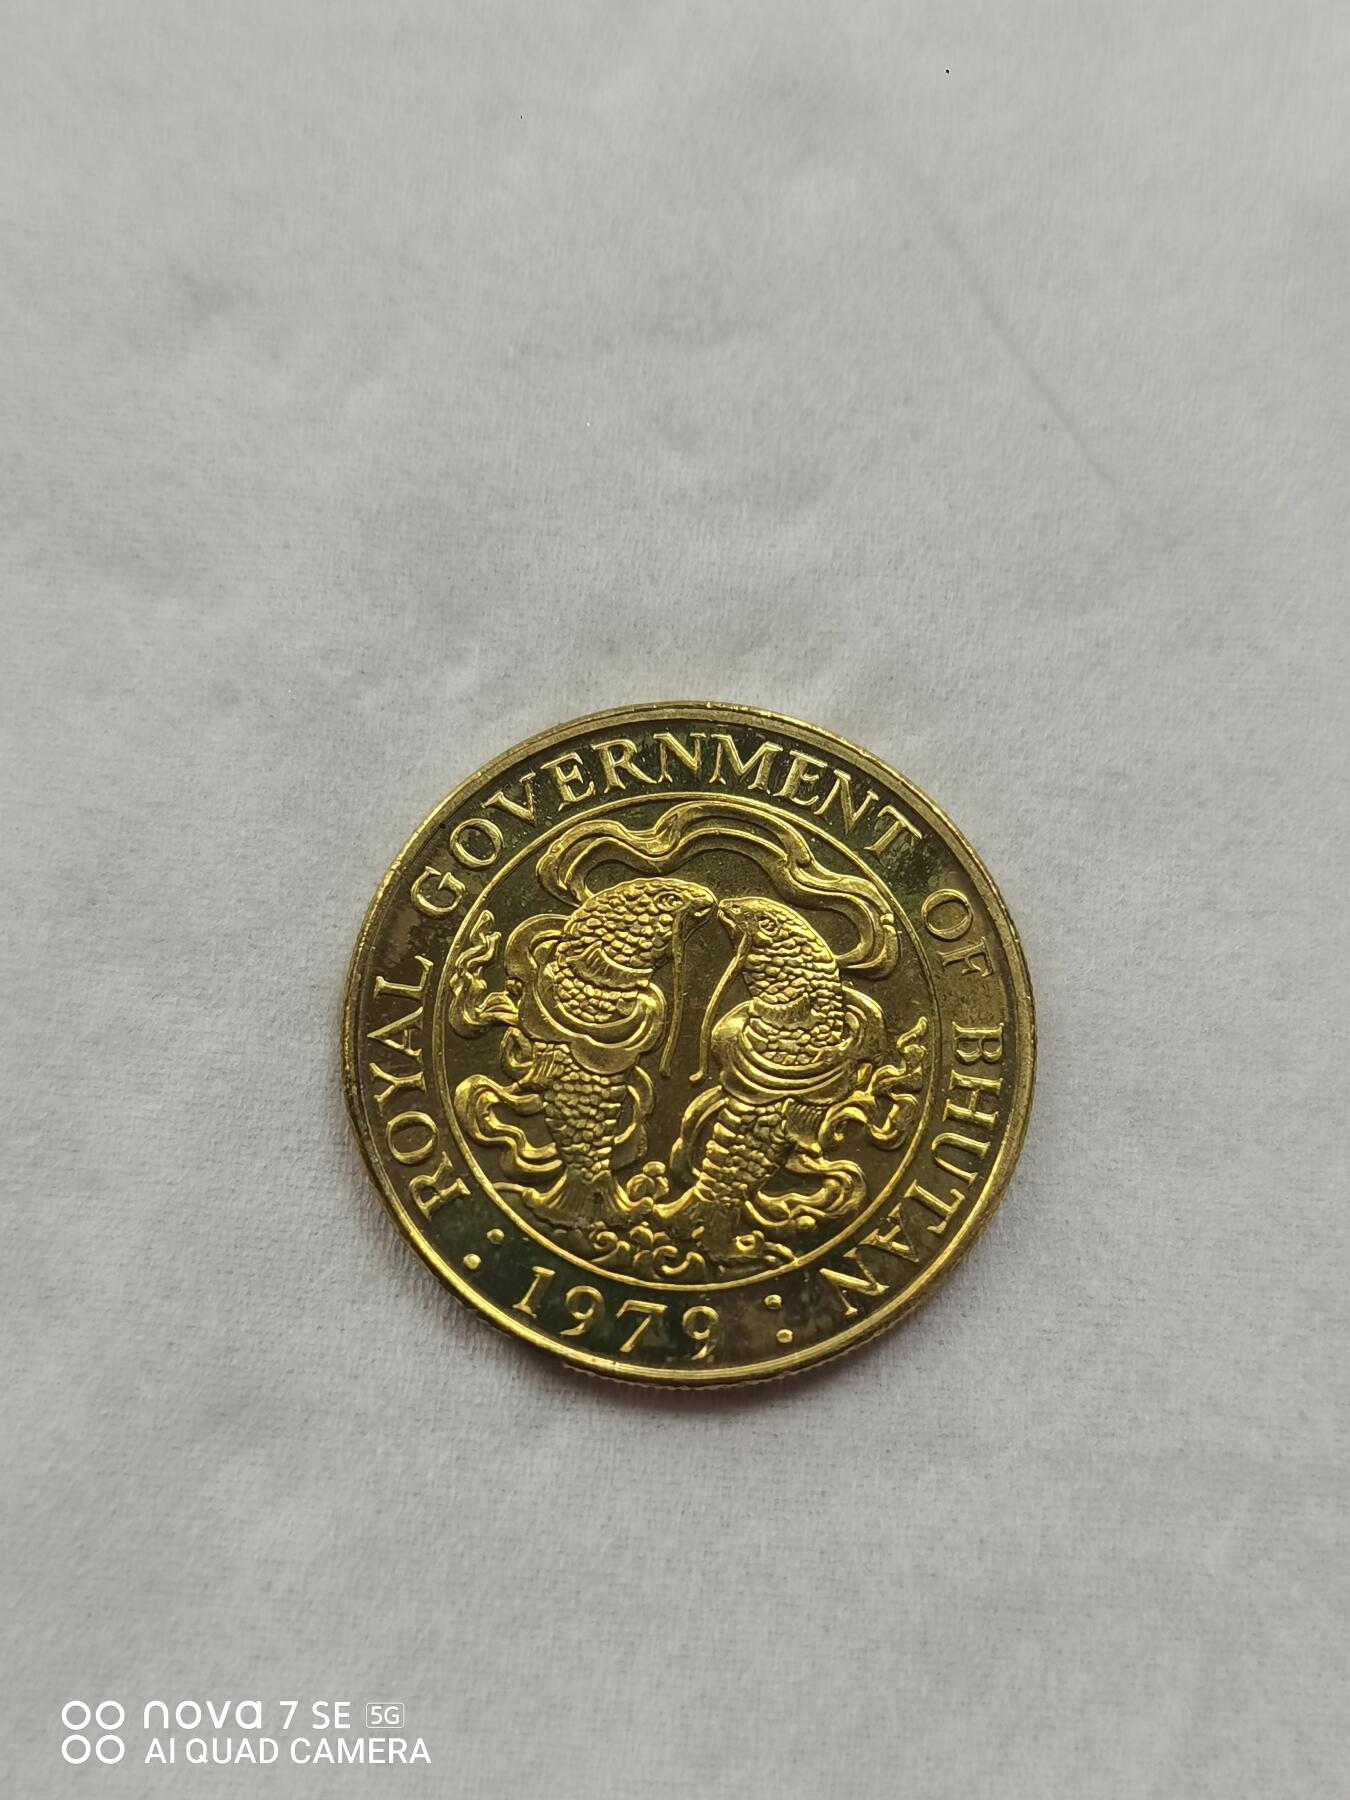 ROYAL GOVERNMENT OF BHUTAN
: 1979 :
nova 7 SE 5G
AI QUAD CAMERA